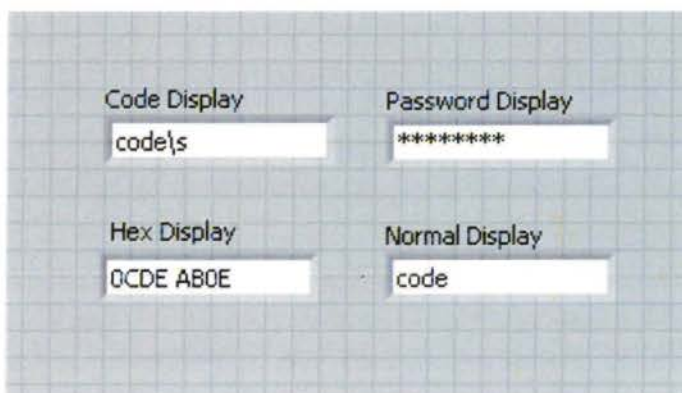 Code Display
code\s
Password Display
********
Hex Display
0CDE AB0E
Normal Display
code